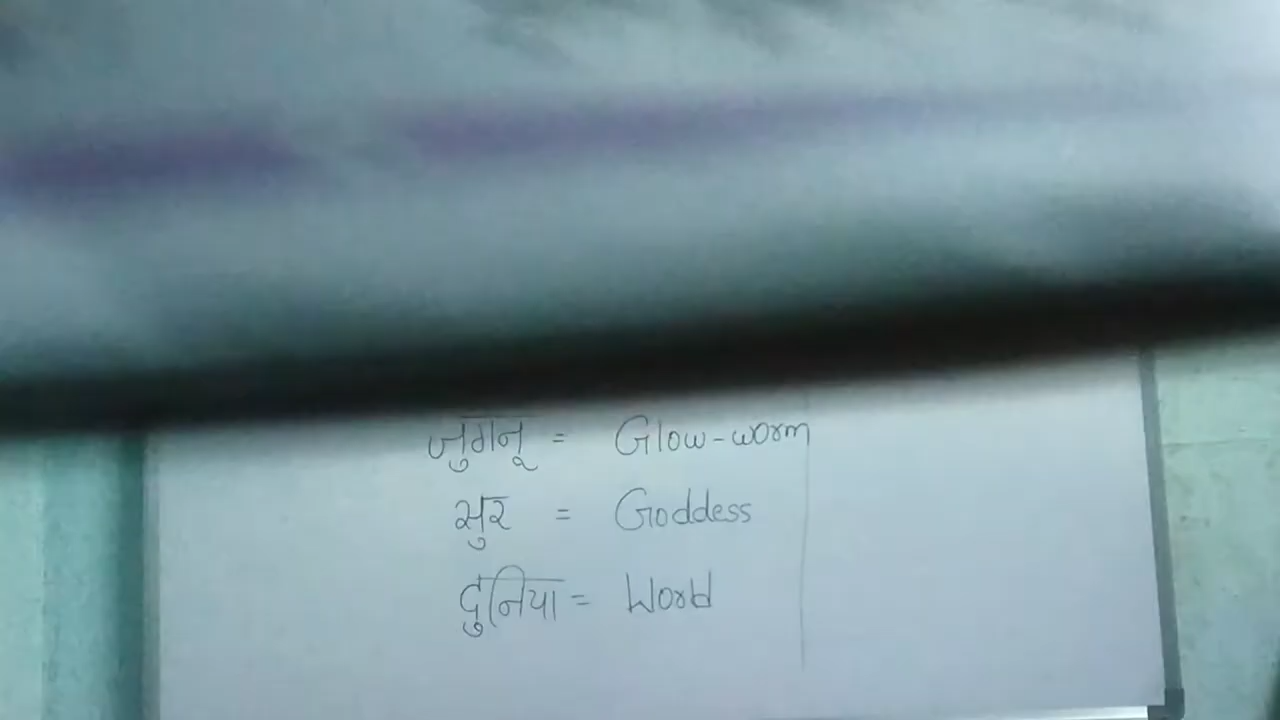 जुगनू = Glow-worm
सुर = Goddess
दुनिया = World